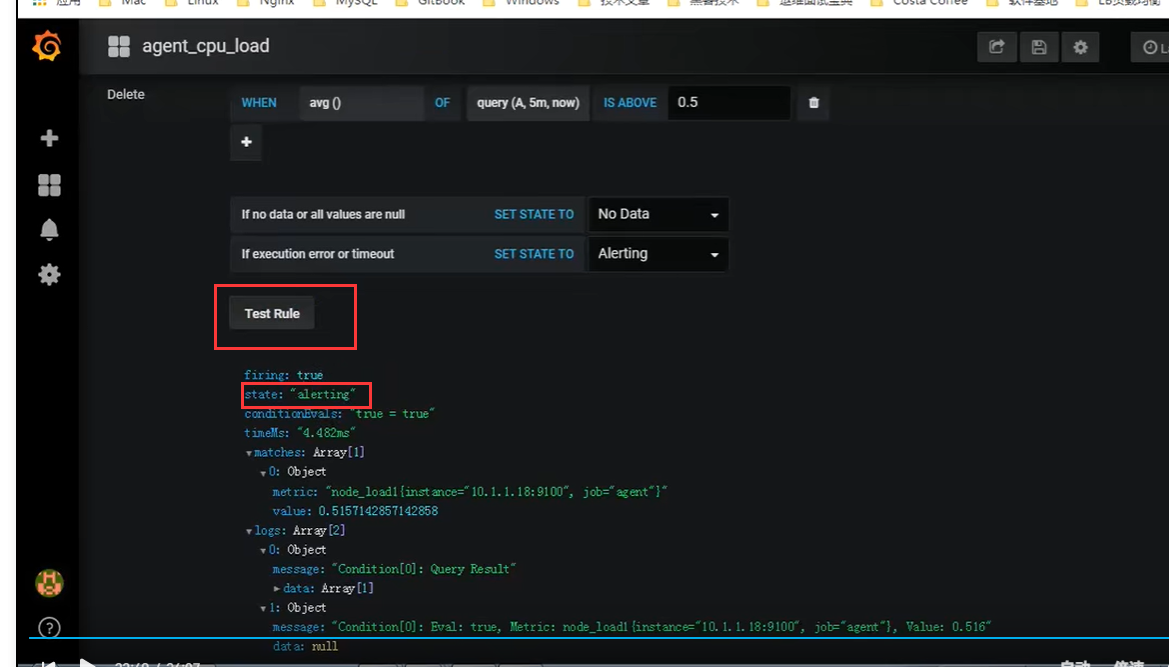 应用 Mac Linux Nginx MySQL GitBook Windows 技术文章 黑客技术 运维面试宝典 Costa Coffee 软件基地 LB负载均衡
agent_cpu_load
Delete
WHEN avg () OF query (A, 5m, now) IS ABOVE 0.5
If no data or all values are null SET STATE TO No Data
If execution error or timeout SET STATE TO Alerting
Test Rule
firing: true
state: "alerting"
conditionEvals: "true = true"
timeMs: "4.482ms"
▾matches: Array[1]
▾0: Object
metric: "node_load1{instance="10.1.1.18:9100", job="agent"}"
value: 0.5157142857142858
▾logs: Array[2]
▾0: Object
message: "Condition[0]: Query Result"
▸data: Array[1]
▾1: Object
message: "Condition[0]: Eval: true, Metric: node_load1{instance="10.1.1.18:9100", job="agent"}, Value: 0.516"
data: null
自动 倍速